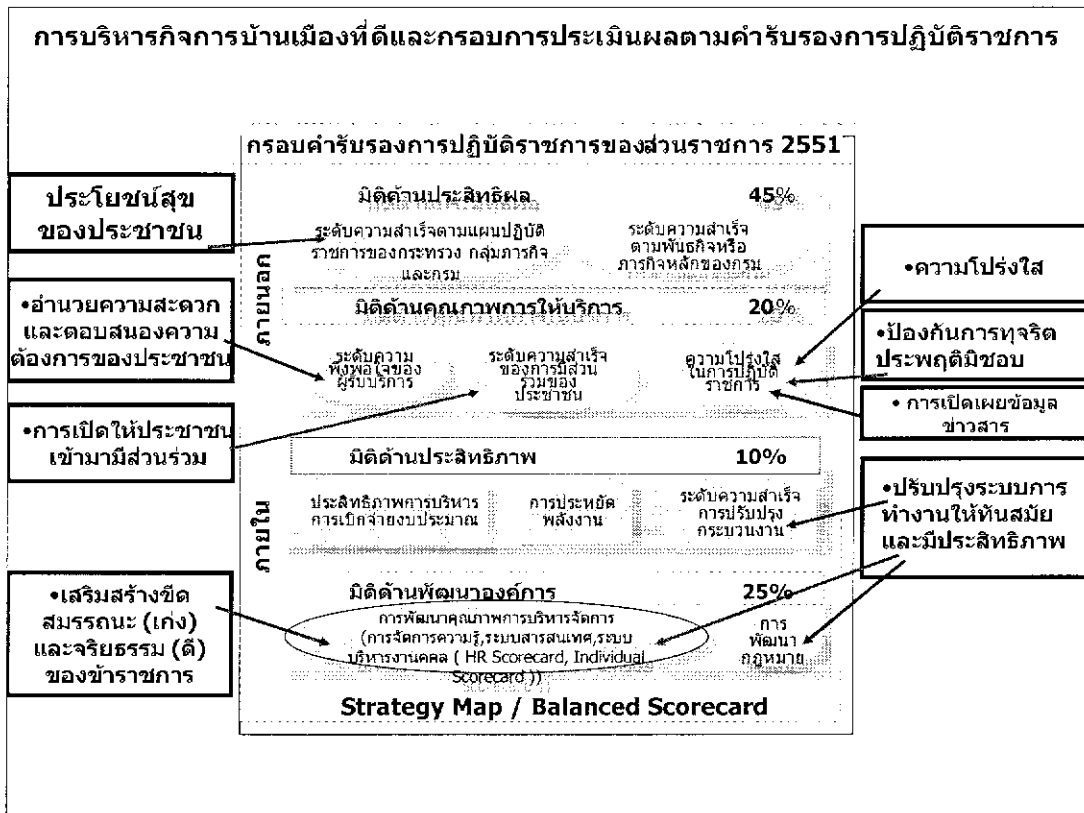 การบริหารกิจการบ้านเมืองที่ดีและกรอบการประเมินผลตามคำรับรองการปฏิบัติราชการ
กรอบคำรับรองการปฏิบัติราชการของส่วนราชการ 2551
ประโยชน์สุข
ของประชาชน
•อำนวยความสะดวก
และตอบสนองความ
ต้องการของประชาชน
•การเปิดให้ประชาชน
เข้ามามีส่วนร่วม
•เสริมสร้างขีด
สมรรถนะ (เก่ง)
และจริยธรรม (ดี)
ของข้าราชการ
ภายนอก
มิติด้านประสิทธิผล 45%
ระดับความสำเร็จตามแผนปฏิบัติ
ราชการของกระทรวง กลุ่มภารกิจ
และกรม
ระดับความสำเร็จ
ตามพันธกิจหรือ
ภารกิจหลักของกรม
มิติด้านคุณภาพการให้บริการ 20%
ระดับความ
พึงพอใจของ
ผู้รับบริการ
ระดับความสำเร็จ
ของการมีส่วน
ร่วมของ
ประชาชน
ความโปร่งใส
ในการปฏิบัติ
ราชการ
ภายใน
มิติด้านประสิทธิภาพ 10%
ประสิทธิภาพการบริหาร
การเบิกจ่ายงบประมาณ
การประหยัด
พลังงาน
ระดับความสำเร็จ
การปรับปรุง
กระบวนงาน
มิติด้านพัฒนาองค์การ 25%
การพัฒนาคุณภาพการบริหารจัดการ
(การจัดการความรู้,ระบบสารสนเทศ,ระบบ
บริหารงานคคล ( HR Scorecard, Individual
Scorecard ))
การ
พัฒนา
กฎหมาย
Strategy Map / Balanced Scorecard
•ความโปร่งใส
•ป้องกันการทุจริต
ประพฤติมิชอบ
• การเปิดเผยข้อมูล
ข่าวสาร
•ปรับปรุงระบบการ
ทำงานให้ทันสมัย
และมีประสิทธิภาพ